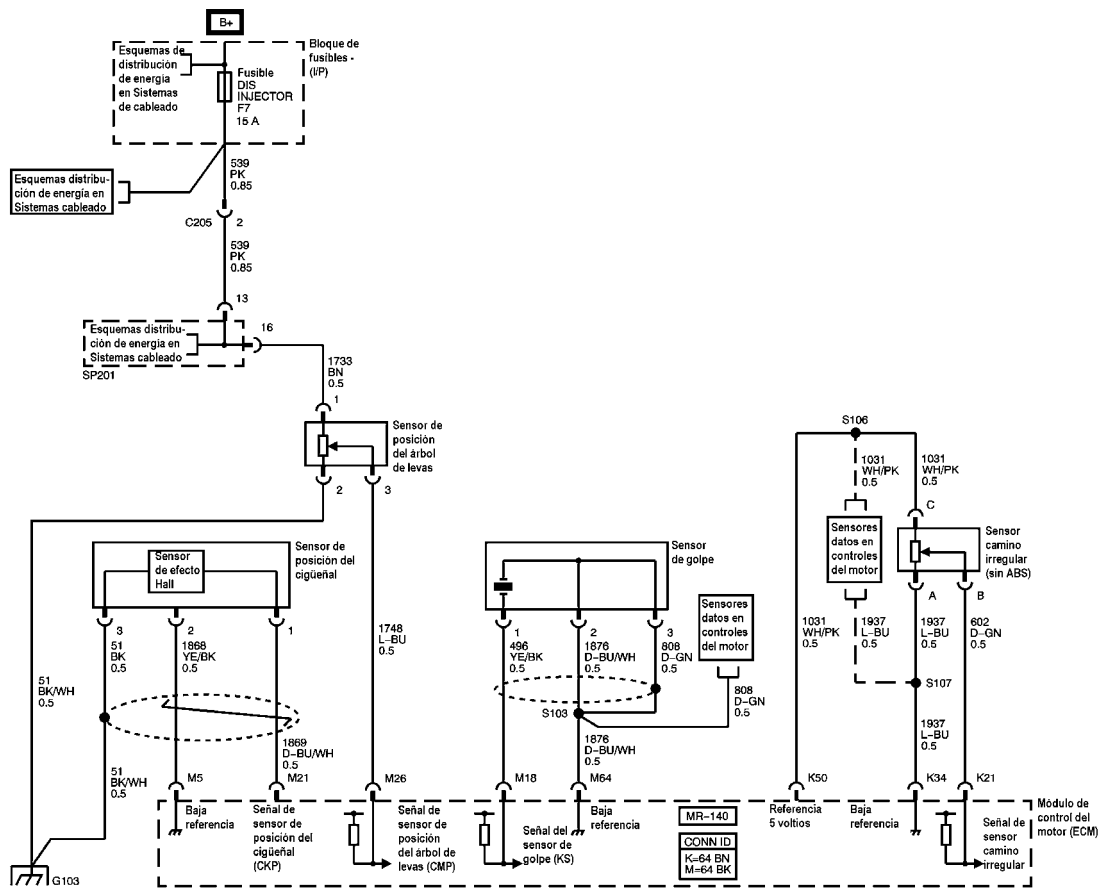 B+
Esquemas de
distribución
de energía
en Sistemas
de cableado
Bloque de
fusibles -
(I/P)
Fusible
DIS
INJECTOR
F7
15 A
Esquemas distribu-
ción de energía en
Sistemas cableado
539
PK
0.85
C205
2
539
PK
0.85
13
Esquemas distribu-
ción de energía en
Sistemas cableado
16
SP201
1733
BN
0.5
1
Sensor de
posición
del árbol
de levas
2
3
S106
1031
WH/PK
0.5
1031
WH/PK
0.5
C
Sensores
datos en
controles
del motor
Sensor
camino
irregular
(sin ABS)
A
B
Sensor
de efecto
Hall
Sensor de
posición del
cigüeñal
3
2
1
51
BK
0.5
1868
YE/BK
0.5
1748
L-BU
0.5
Sensor
de golpe
1
2
3
496
YE/BK
0.5
1876
D-BU/WH
0.5
808
D-GN
0.5
Sensores
datos en
controles
del motor
808
D-GN
0.5
1031
WH/PK
0.5
1937
L-BU
0.5
1937
L-BU
0.5
602
D-GN
0.5
51
BK/WH
0.5
S103
S107
1869
D-BU/WH
0.5
1876
D-BU/WH
0.5
1937
L-BU
0.5
51
BK/WH
0.5
M5
M21
M26
M18
M64
K50
K34
K21
Baja
referencia
Señal de
sensor de
posición del
cigüeñal
(CKP)
Señal de
sensor de
posición
del árbol de
levas (CMP)
Señal del
sensor de
golpe (KS)
Baja
referencia
MR-140
CONN ID
K=64 BN
M=64 BK
Referencia
5 voltios
Baja
referencia
Señal de
sensor
camino
irregular
Módulo de
control del
motor (ECM)
G103